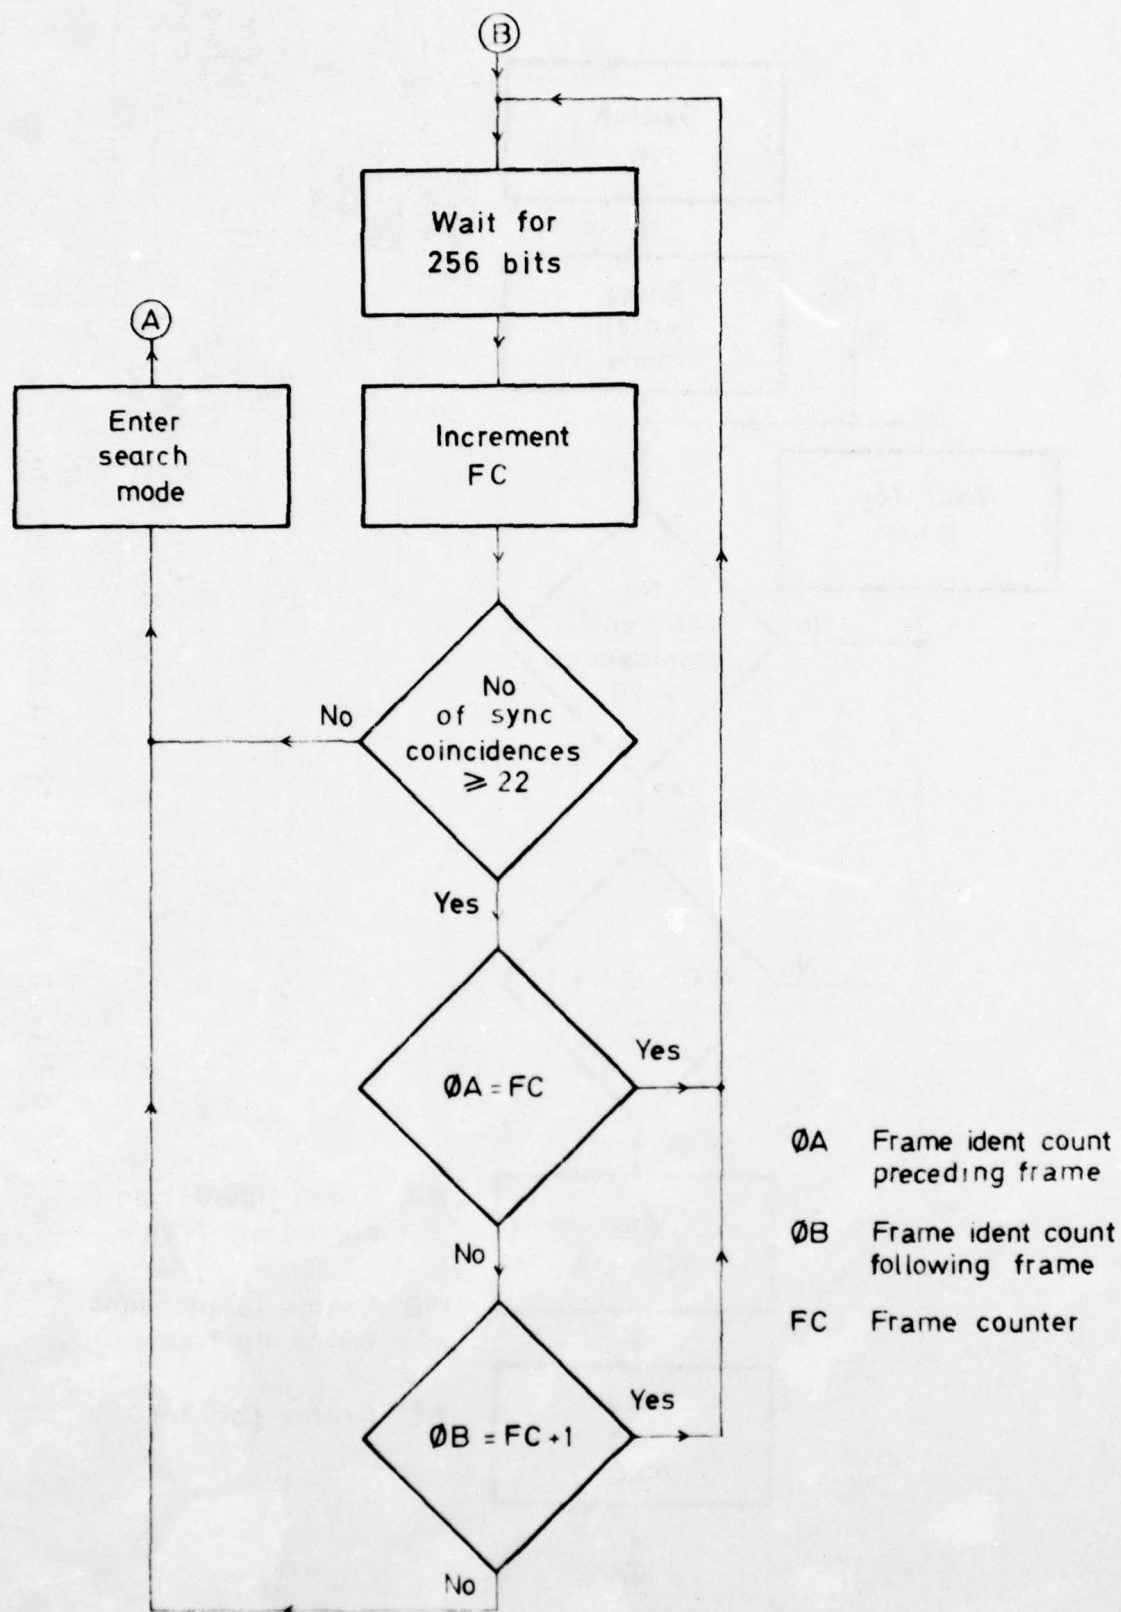 B
Wait for
256 bits
A
Enter
search
mode
Increment
FC
No
of sync
coincidences
⩾ 22
No
Yes
ØA = FC
Yes
No
ØB = FC+1
Yes
No
ØA Frame ident count
preceding frame
ØB Frame ident count
following frame
FC Frame counter